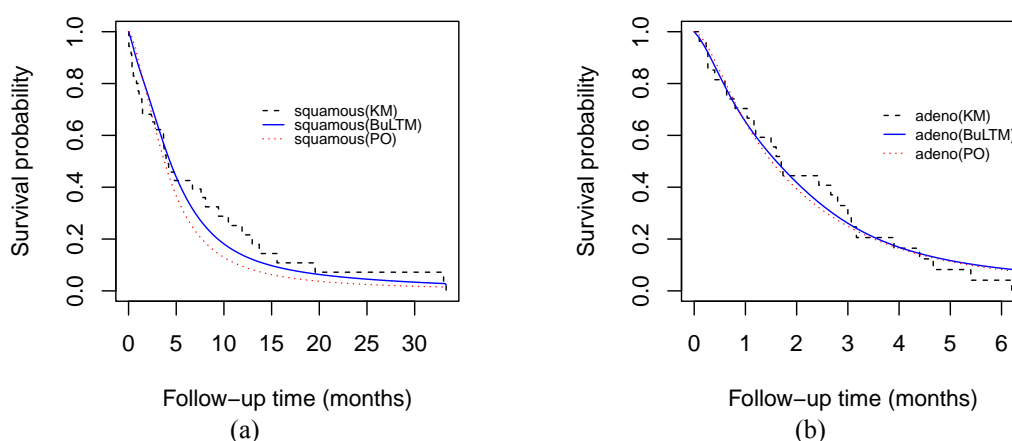 Survival probability
1.0
0.8
0.6
0.4
0.2
0.0
squamous(KM)
squamous(BuLTM)
squamous(PO)
0 5 10 15 20 25 30
Follow−up time (months)
(a)
Survival probability
1.0
0.8
0.6
0.4
0.2
0.0
adeno(KM)
adeno(BuLTM)
adeno(PO)
0 1 2 3 4 5 6
Follow−up time (months)
(b)